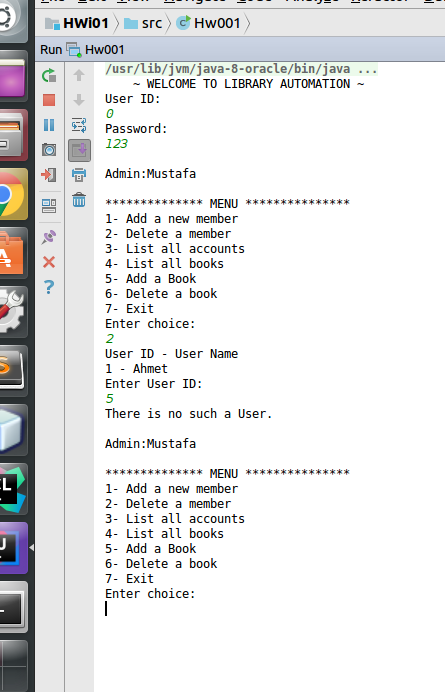 HWi01 src Hw001
Run Hw001
/usr/lib/jvm/java-8-oracle/bin/java ...
~ WELCOME TO LIBRARY AUTOMATION ~
User ID:
0
Password:
123
Admin:Mustafa
************** MENU ***************
1- Add a new member
2- Delete a member
3- List all accounts
4- List all books
5- Add a Book
6- Delete a book
7- Exit
Enter choice:
2
User ID - User Name
1 - Ahmet
Enter User ID:
5
There is no such a User.
Admin:Mustafa
************** MENU ***************
1- Add a new member
2- Delete a member
3- List all accounts
4- List all books
5- Add a Book
6- Delete a book
7- Exit
Enter choice: